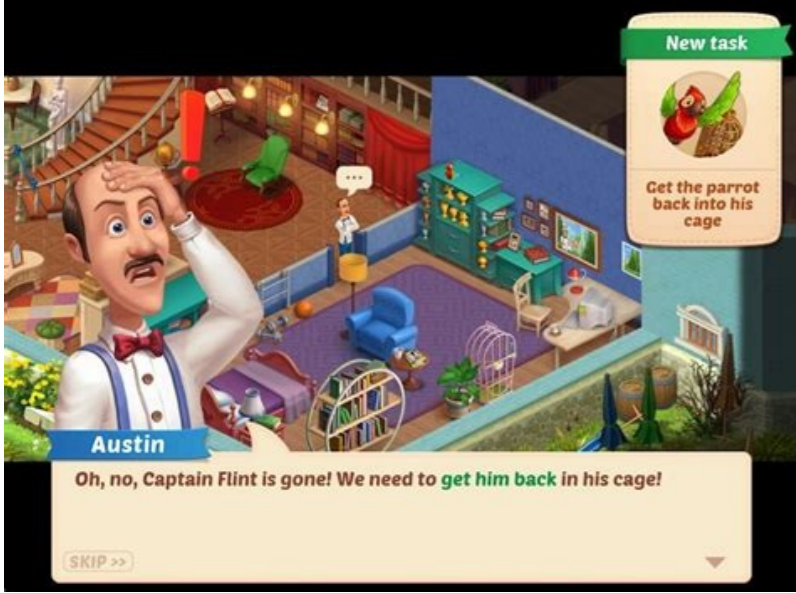 New task
Get the parrot
back into his
cage
...
Austin
Oh, no, Captain Flint is gone! We need to get him back in his cage!
SKIP >>